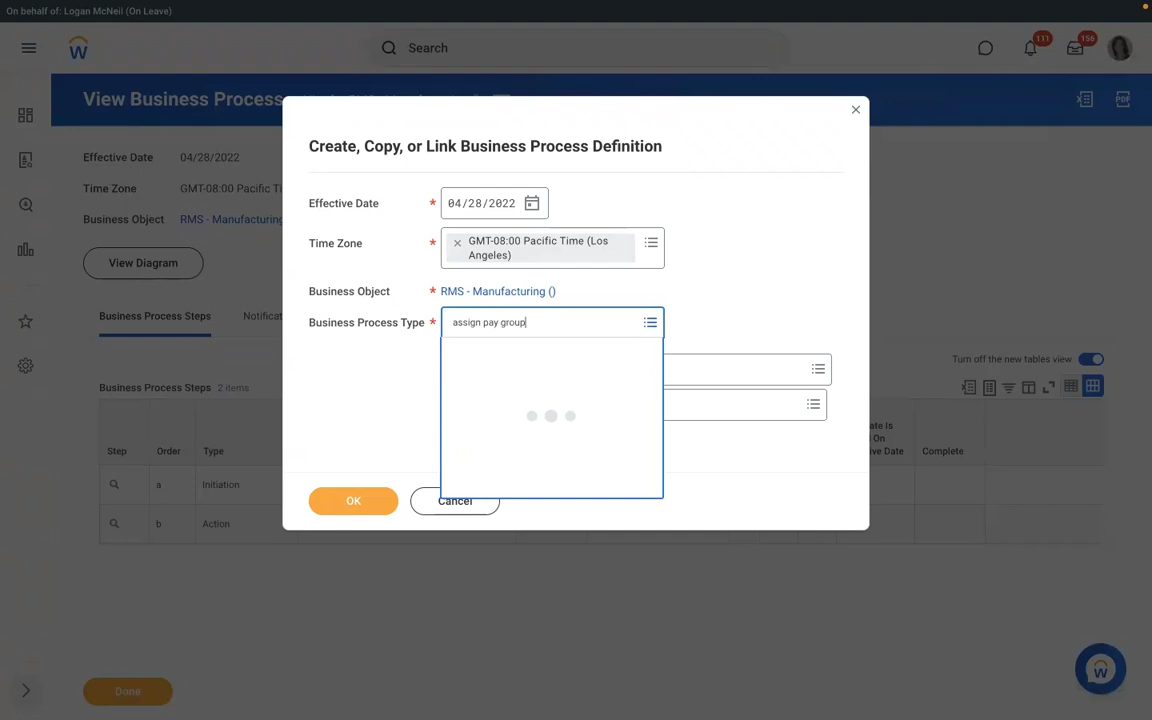 On behalf of: Logan McNeil (On Leave)
Search
111
156
View Business Process
PDF
Effective Date 04/28/2022
Time Zone GMT-08:00 Pacific Ti
Business Object RMS - Manufacturing
View Diagram
Business Process Steps Notificat
Turn off the new tables view
Business Process Steps 2 items
Step Order Type
ate Is
On
ive Date
Complete
a Initiation
b Action
Done
Create, Copy, or Link Business Process Definition
Effective Date * 04/28/2022
Time Zone * GMT-08:00 Pacific Time (Los
Angeles)
Business Object * RMS - Manufacturing ()
Business Process Type * assign pay group
OK Cancel